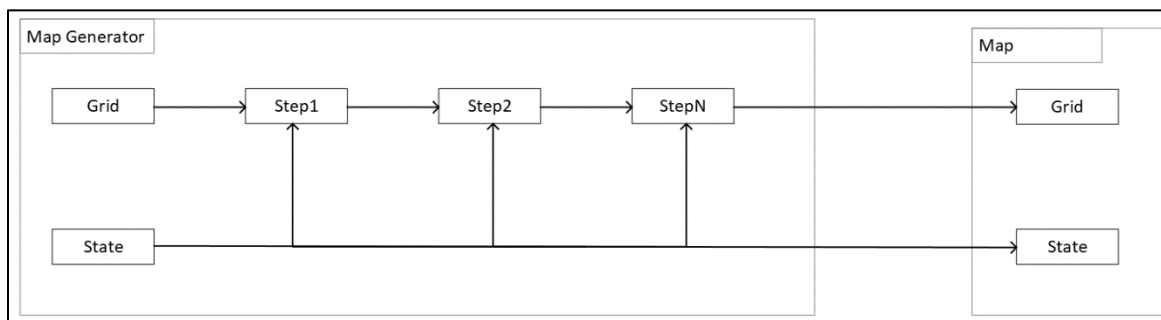 Map Generator
Map
Grid
Step1
Step2
StepN
Grid
State
State